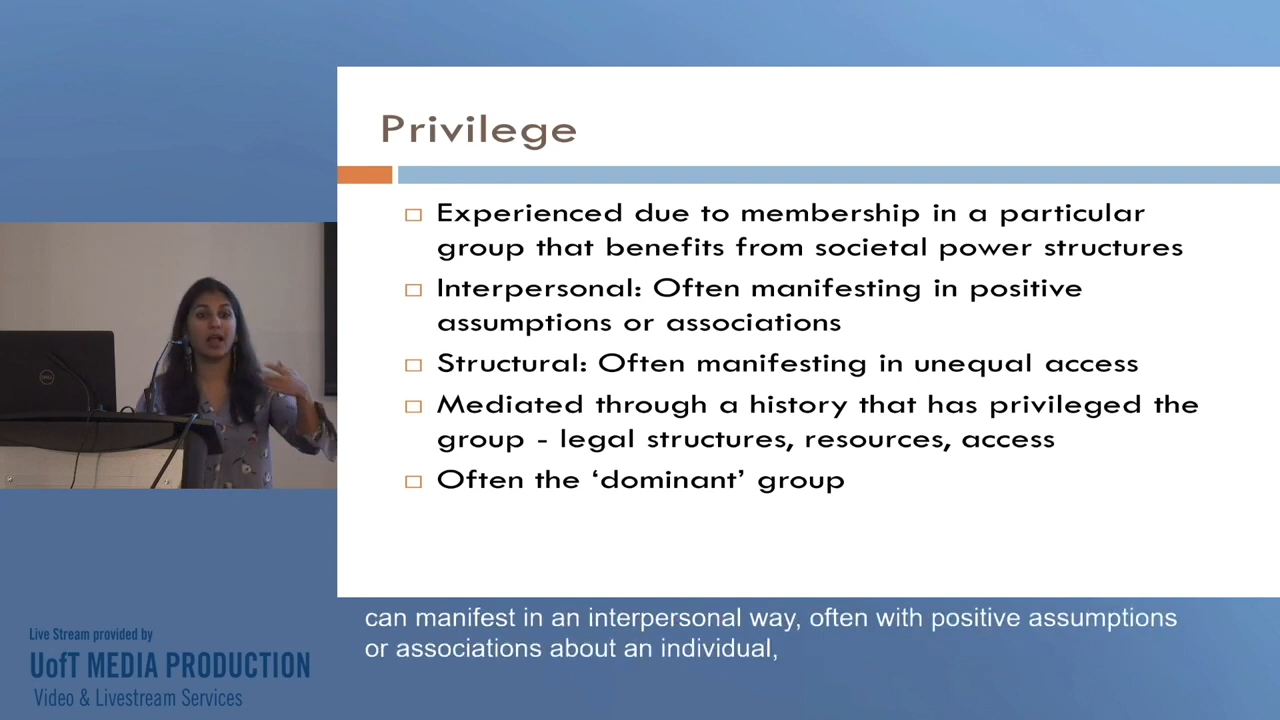 Privilege
Experienced due to membership in a particular
group that benefits from societal power structures
Interpersonal: Often manifesting in positive
assumptions or associations
Structural: Often manifesting in unequal access
Mediated through a history that has privileged the
group - legal structures, resources, access
Often the ‘dominant’ group
can manifest in an interpersonal way, often with positive assumptions
or associations about an individual,
Live Stream provided by
UofT MEDIA PRODUCTION
Video & Livestream Services
DELL